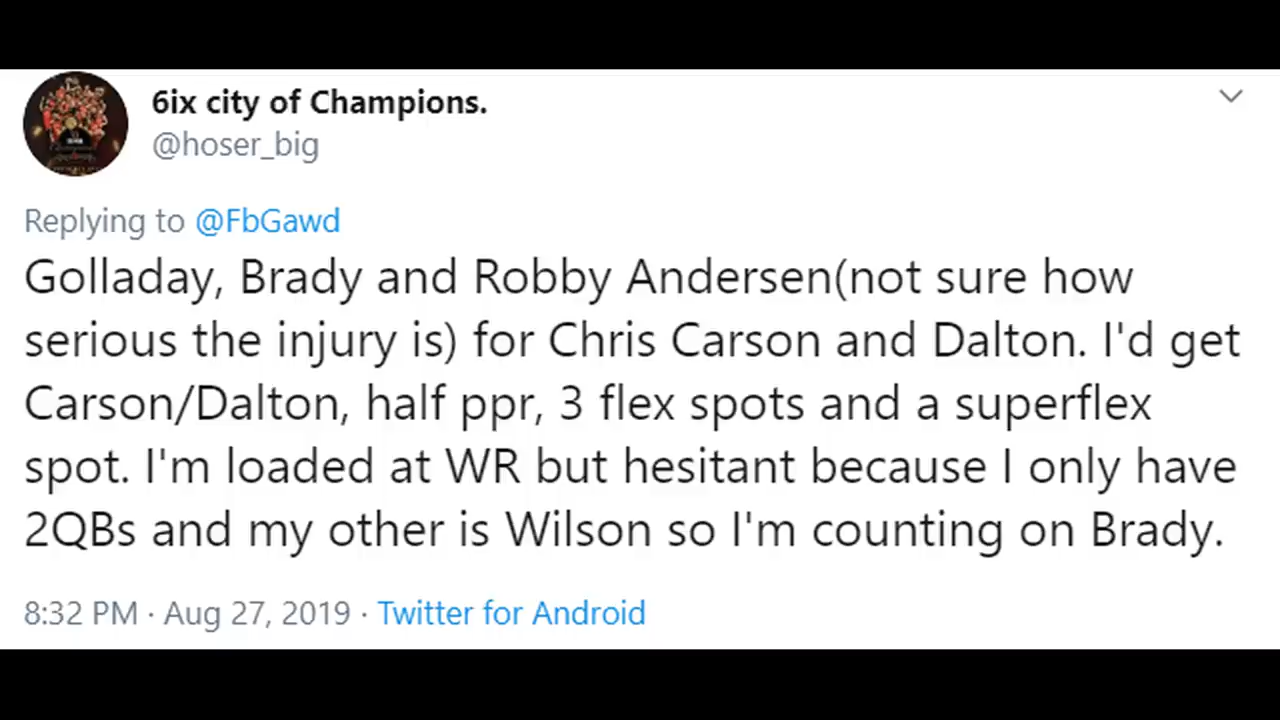 6ix city of Champions.
@hoser_big
Replying to @FbGawd
Golladay, Brady and Robby Andersen(not sure how
serious the injury is) for Chris Carson and Dalton. I'd get
Carson/Dalton, half ppr, 3 flex spots and a superflex
spot. I'm loaded at WR but hesitant because I only have
2QBs and my other is Wilson so I'm counting on Brady.
8:32 PM · Aug 27, 2019 · Twitter for Android